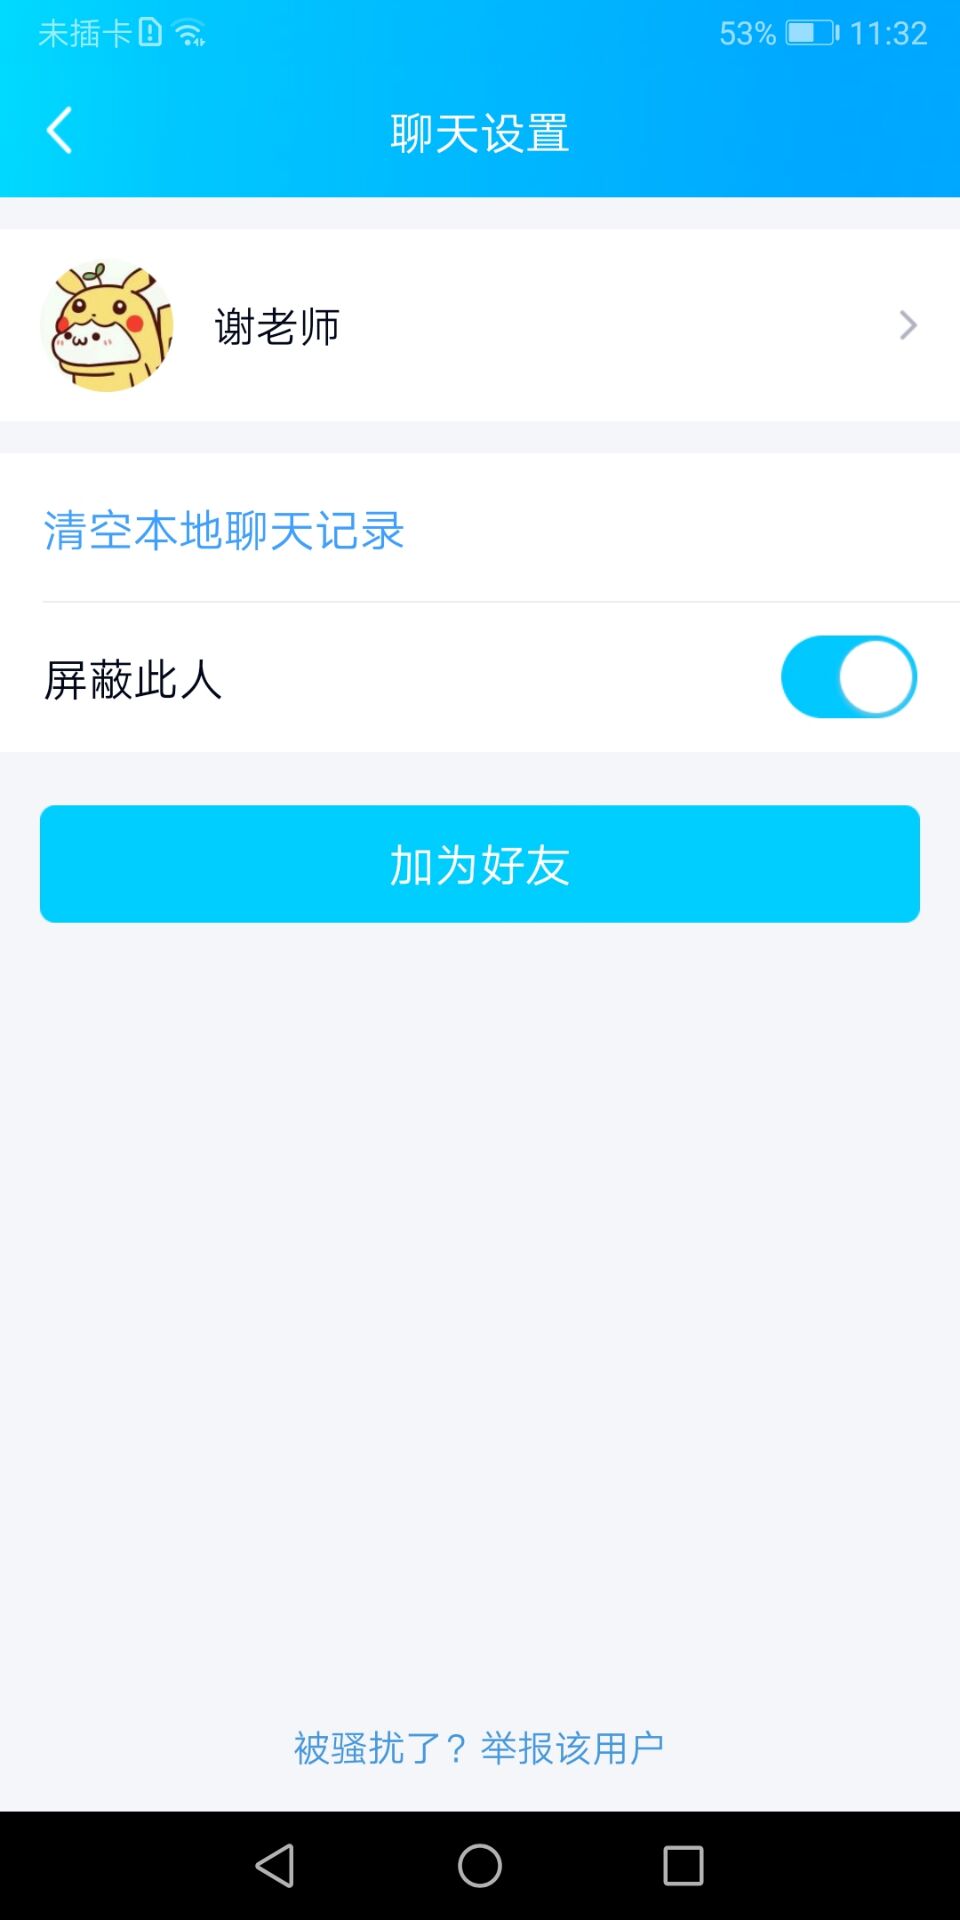 未插卡
53% 11:32
聊天设置
谢老师
清空本地聊天记录
屏蔽此人
加为好友
被骚扰了？举报该用户